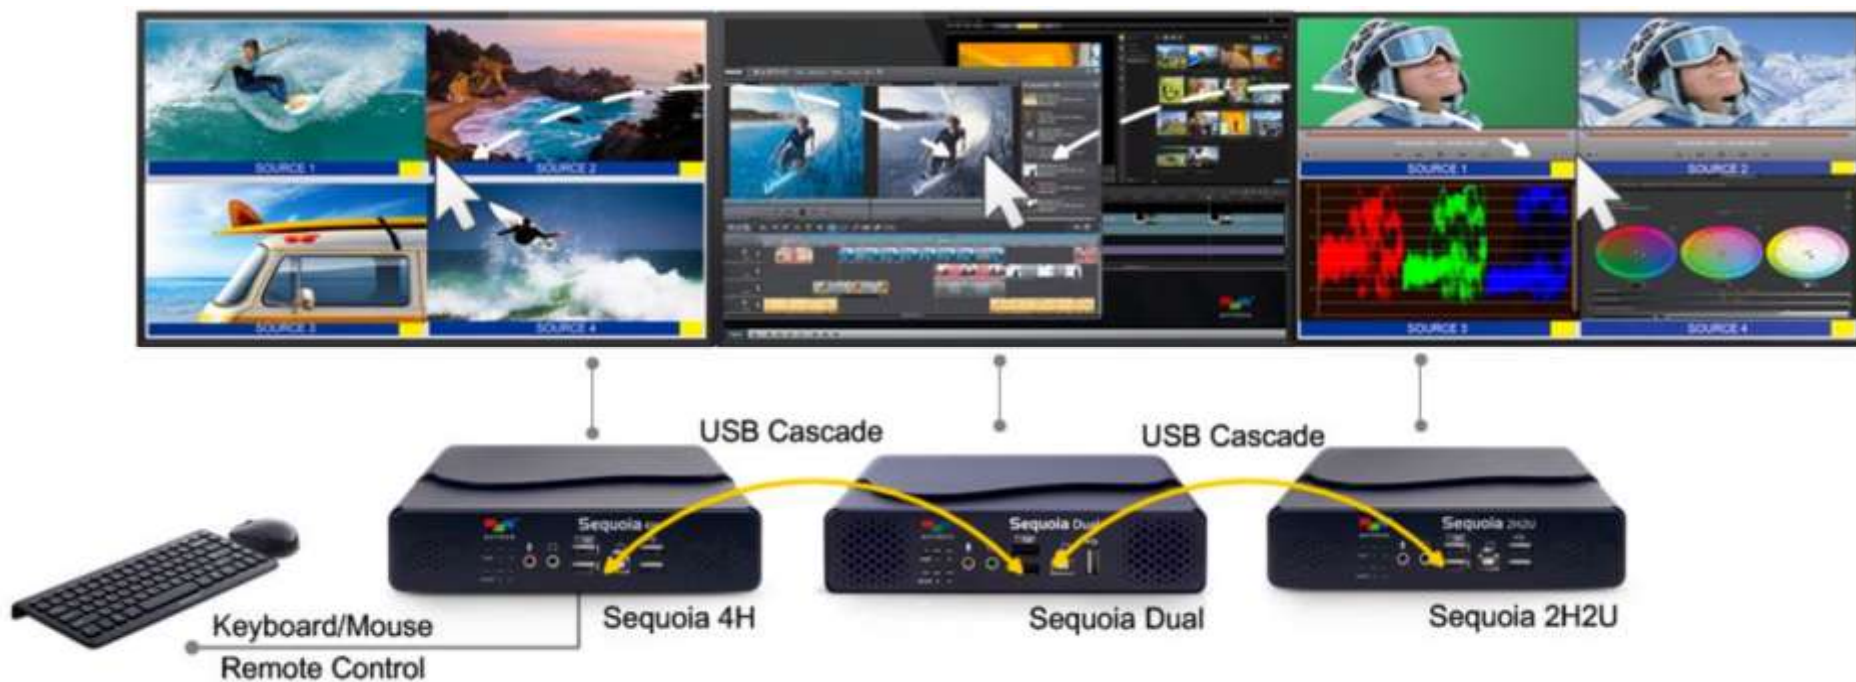 SOURCE 1
SOURCE 2
SOURCE 3
SOURCE 4
SOURCE 1
SOURCE 2
SOURCE 3
SOURCE 4
USB Cascade
USB Cascade
Sequoia
Sequoia Dual
Sequoia 2H2U
Sequoia 4H
Sequoia Dual
Sequoia 2H2U
Keyboard/Mouse
Remote Control